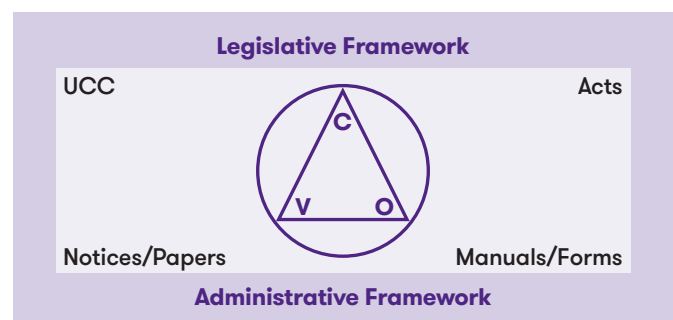 Legislative Framework
UCC
Acts
C
V
O
Notices/Papers
Manuals/Forms
Administrative Framework